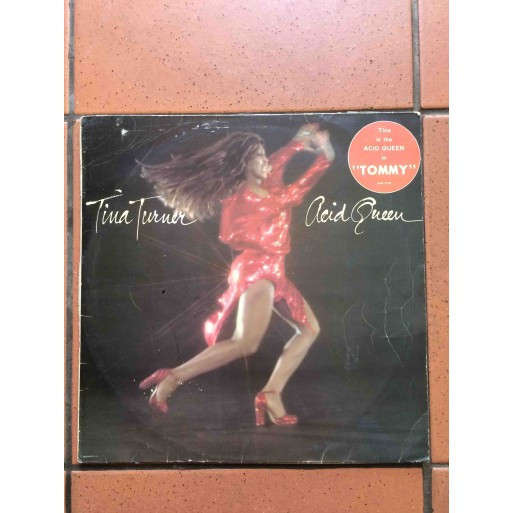 Tina
is the
ACID QUEEN
in
"TOMMY"
Tina Turner
Acid Queen